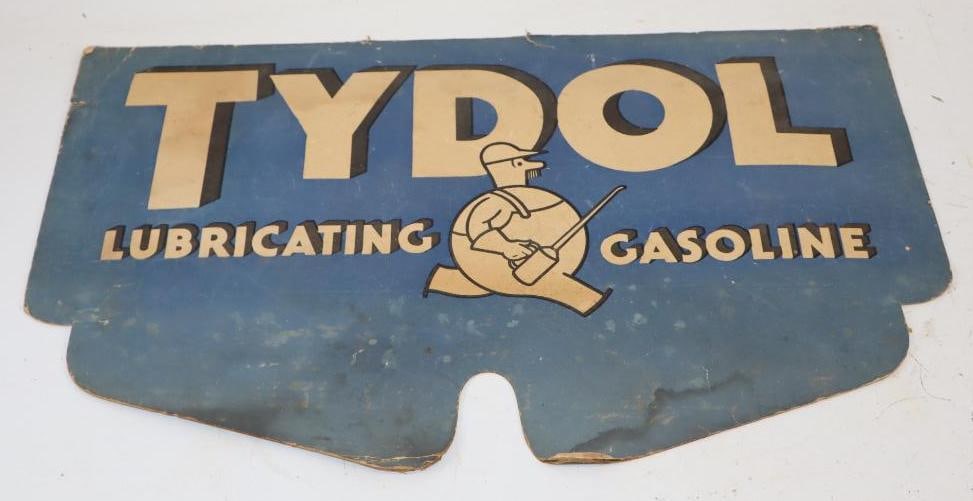 TYDOL
LUBRICATING GASOLINE